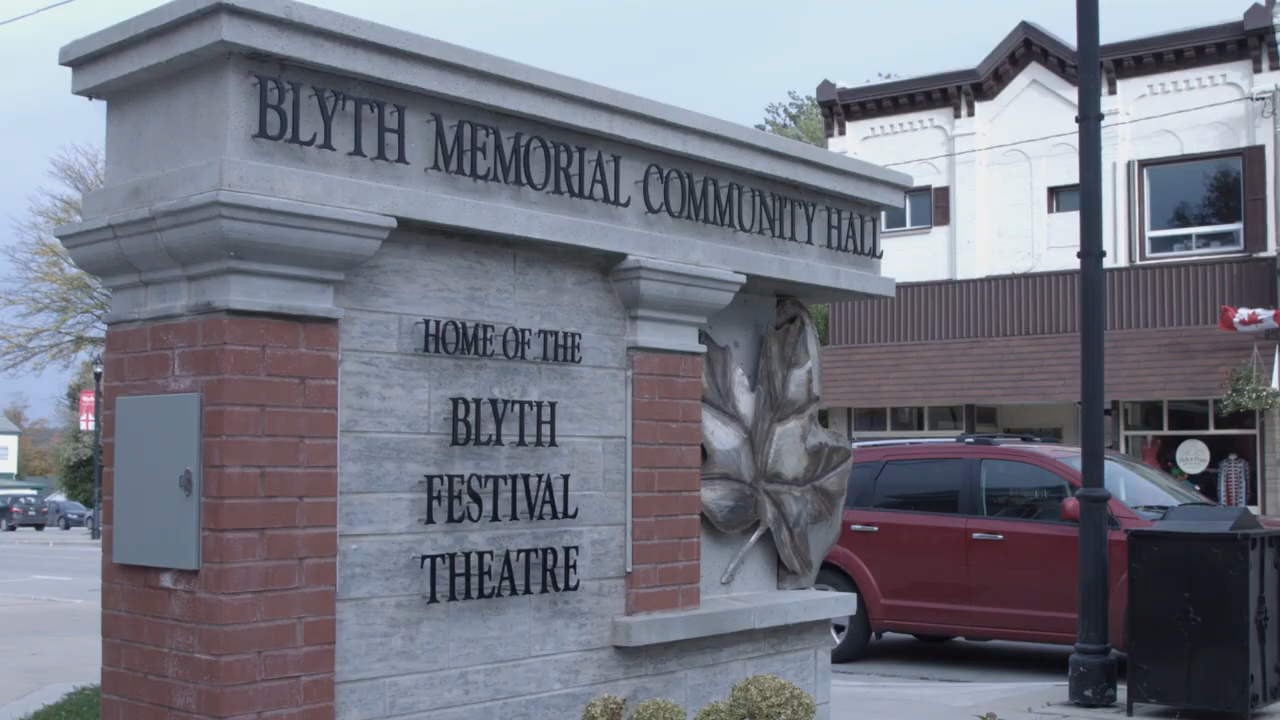 BLYTH MEMORIAL COMMUNITY HALL
HOME OF THE
BLYTH
FESTIVAL
THEATRE